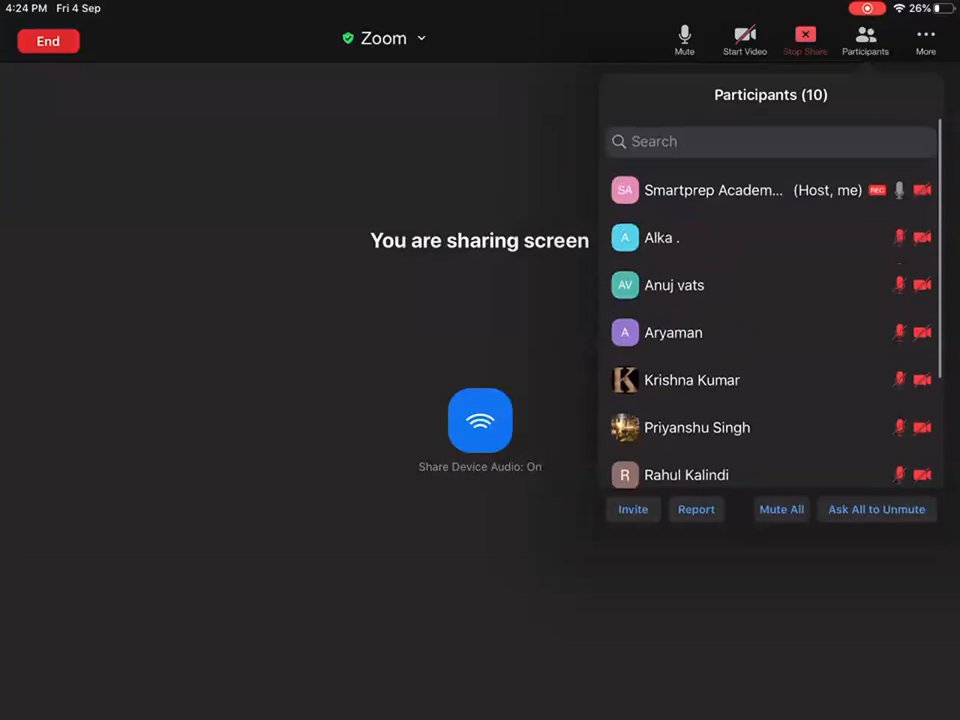 4:24 PM Fri 4 Sep
26%
End
Zoom
Mute
Start Video
Stop Share
Participants
More
Participants (10)
Search
SA Smartprep Academ... (Host, me) REC
A Alka .
AV Anuj vats
A Aryaman
K Krishna Kumar
Priyanshu Singh
R Rahul Kalindi
Invite Report Mute All Ask All to Unmute
You are sharing screen
Share Device Audio: On